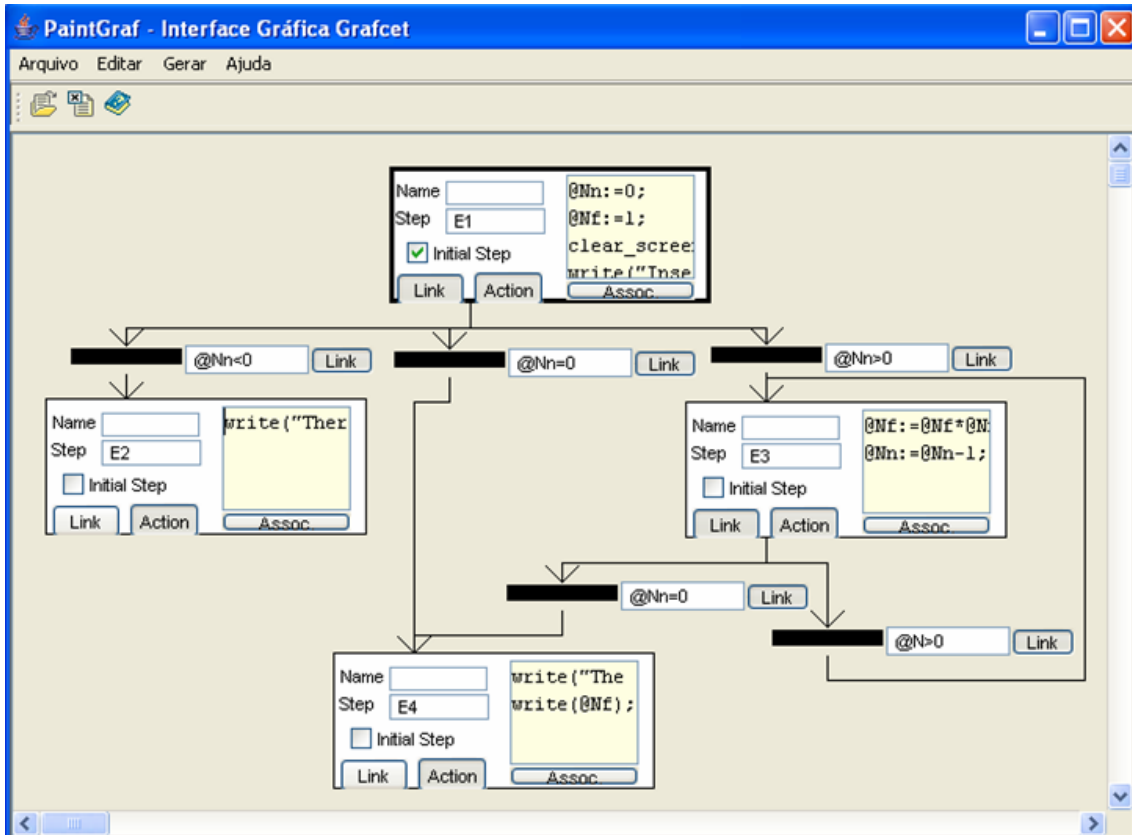 PaintGraf - Interface Gráfica Grafcet
Arquivo Editar Gerar Ajuda
Name
Step E1
Initial Step
Link Action
@Nn:=0;
@Nf:=1;
clear_scree
write("Inse
Assoc.
@Nn<0 Link
@Nn=0 Link
@Nn>0 Link
Name
Step E2
Initial Step
Link Action
write("Ther
Assoc.
Name
Step E3
Initial Step
Link Action
@Nf:=@Nf*@N
@Nn:=@Nn-1;
Assoc.
@Nn=0 Link
@N>0 Link
Name
Step E4
Initial Step
Link Action
write("The
write(@Nf);
Assoc.